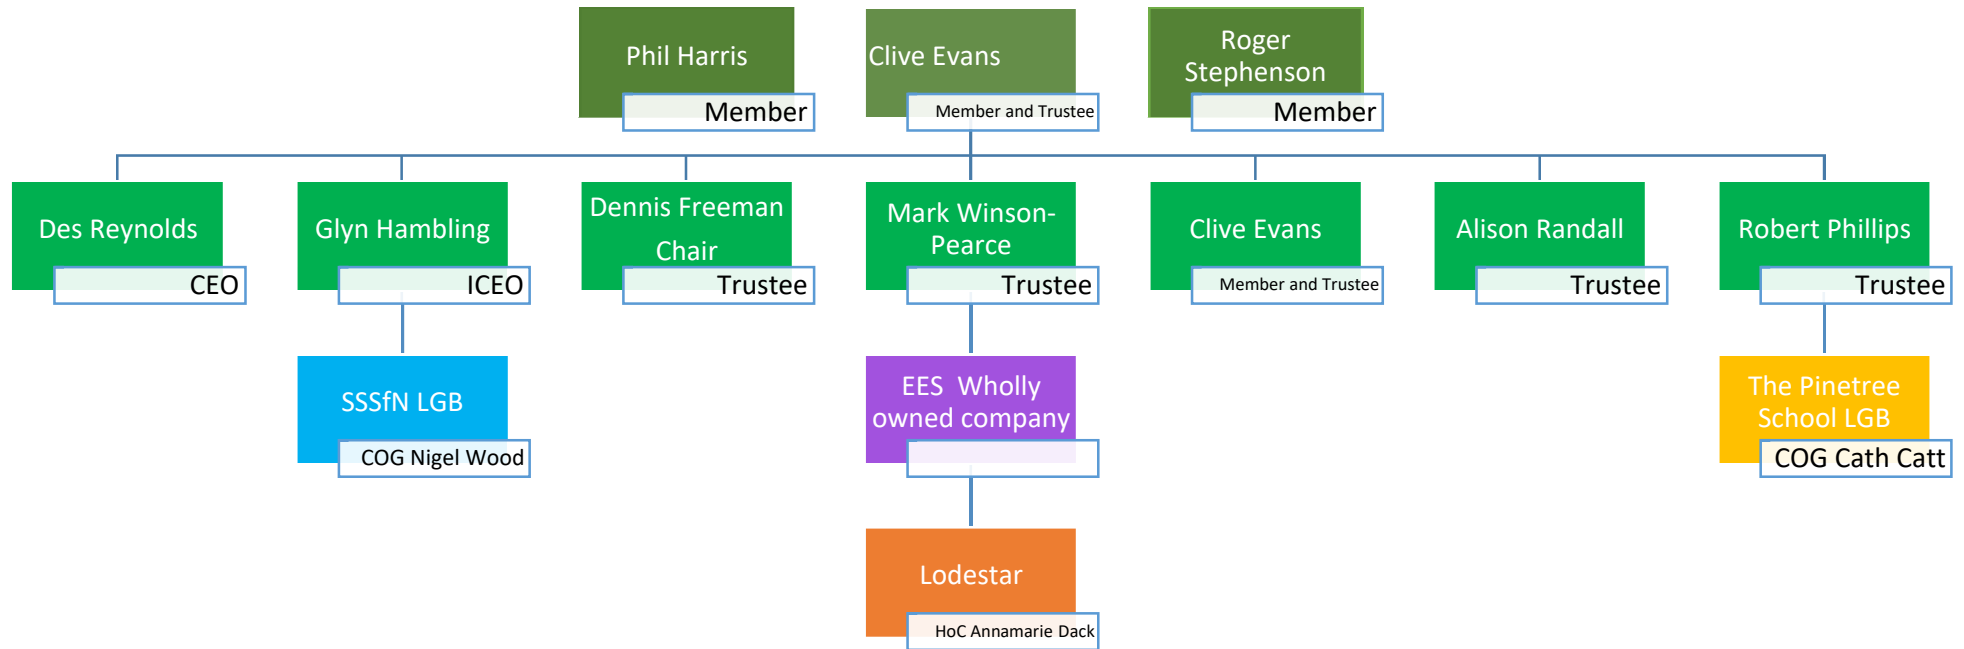 Phil Harris
Member
Clive Evans
Member and Trustee
Roger
Stephenson
Member
Des Reynolds
CEO
Glyn Hambling
ICEO
Dennis Freeman
Chair
Trustee
Mark Winson-
Pearce
Trustee
Clive Evans
Member and Trustee
Alison Randall
Trustee
Robert Phillips
Trustee
SSSfN LGB
COG Nigel Wood
EES  Wholly
owned company
The Pinetree
School LGB
COG Cath Catt
Lodestar
HoC Annamarie Dack